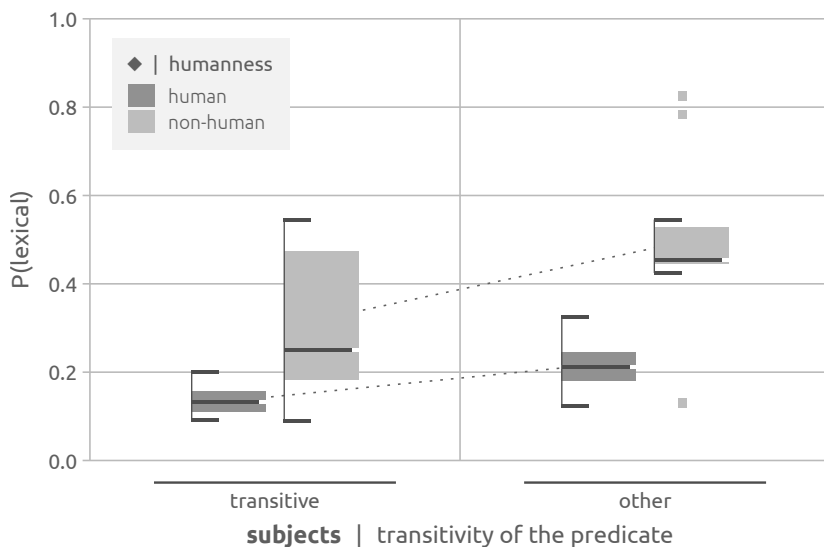 1.0
◆ | humanness
human
non-human
0.8
0.6
P(lexical)
0.4
0.2
0.0
transitive other
subjects | transitivity of the predicate